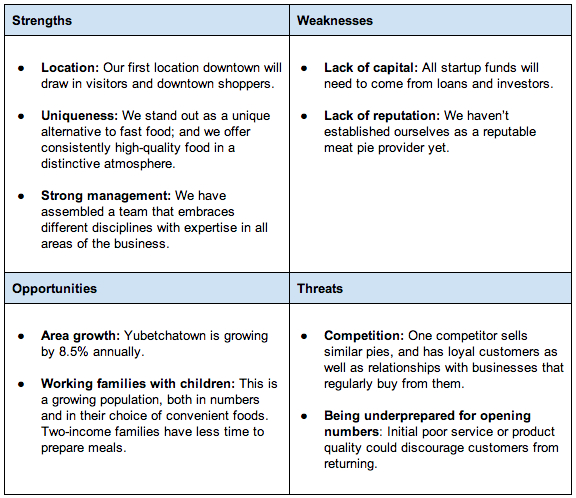 Strengths
● Location: Our first location downtown will
draw in visitors and downtown shoppers.
● Uniqueness: We stand out as a unique
alternative to fast food; and we offer
consistently high-quality food in a
distinctive atmosphere.
● Strong management: We have
assembled a team that embraces
different disciplines with expertise in all
areas of the business.
Weaknesses
● Lack of capital: All startup funds will
need to come from loans and investors.
● Lack of reputation: We haven't
established ourselves as a reputable
meat pie provider yet.
Opportunities
● Area growth: Yubetchatown is growing
by 8.5% annually.
● Working families with children: This is
a growing population, both in numbers
and in their choice of convenient foods.
Two-income families have less time to
prepare meals.
Threats
● Competition: One competitor sells
similar pies, and has loyal customers as
well as relationships with businesses that
regularly buy from them.
● Being underprepared for opening
numbers: Initial poor service or product
quality could discourage customers from
returning.